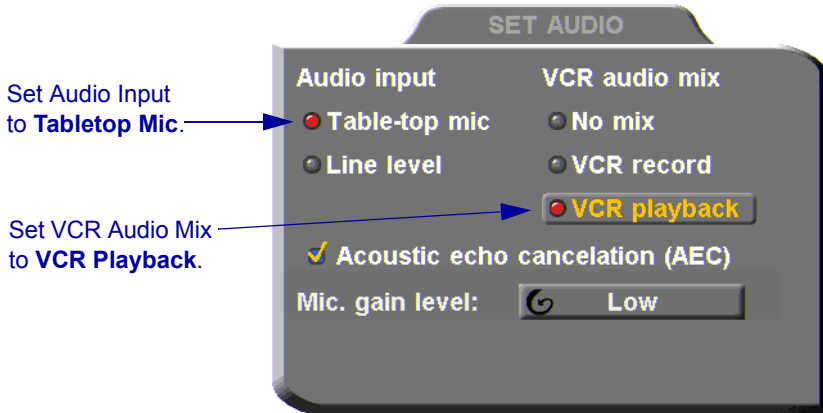 SET AUDIO
Set Audio Input
to Tabletop Mic.
Audio input
Table-top mic
Line level
VCR audio mix
No mix
VCR record
VCR playback
Set VCR Audio Mix
to VCR Playback.
Acoustic echo cancelation (AEC)
Mic. gain level: Low